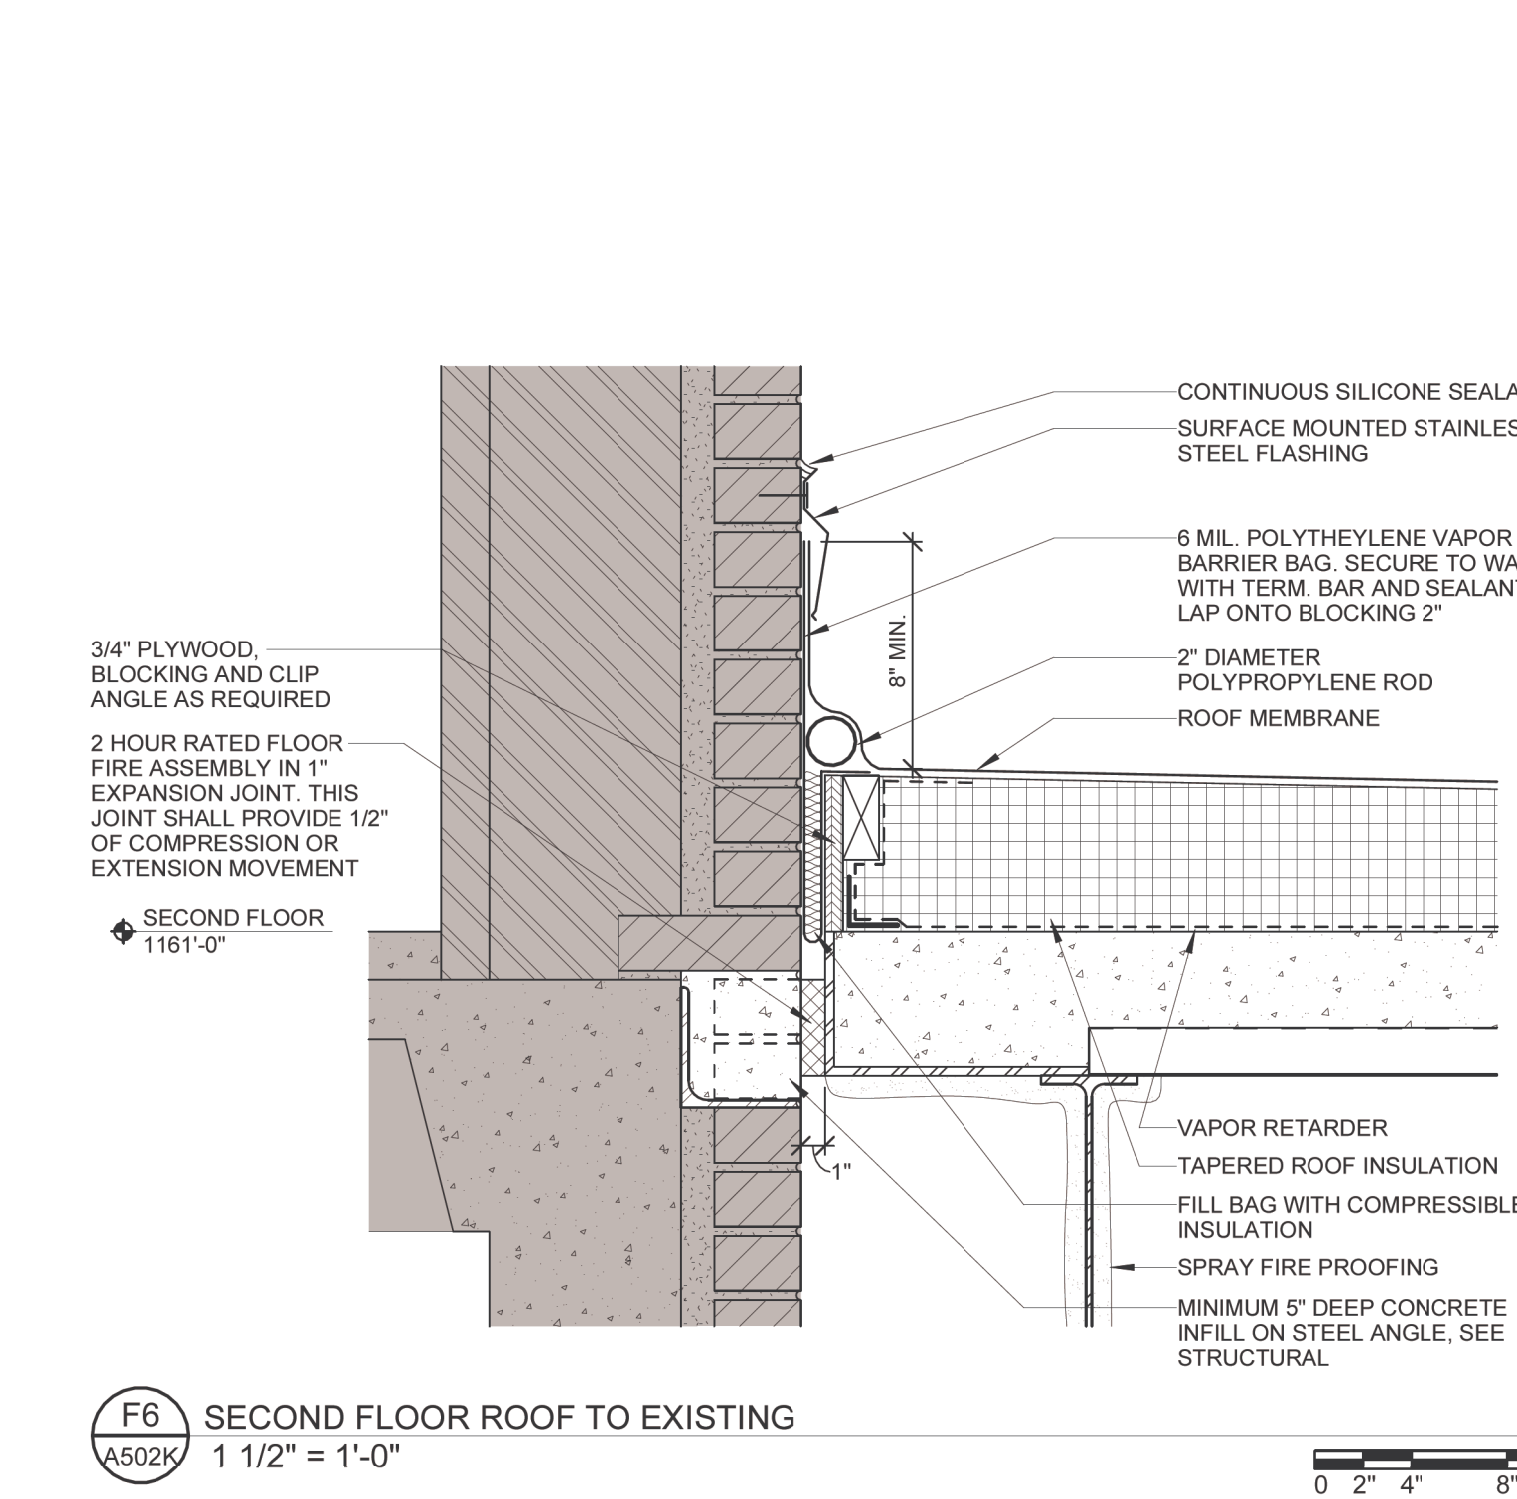 CONTINUOUS SILICONE SEALA
SURFACE MOUNTED STAINLES
STEEL FLASHING
6 MIL. POLYTHEYLENE VAPOR
BARRIER BAG. SECURE TO WA
WITH TERM. BAR AND SEALANT
LAP ONTO BLOCKING 2"
8" MIN.
2" DIAMETER
POLYPROPYLENE ROD
ROOF MEMBRANE
3/4" PLYWOOD,
BLOCKING AND CLIP
ANGLE AS REQUIRED
2 HOUR RATED FLOOR
FIRE ASSEMBLY IN 1"
EXPANSION JOINT. THIS
JOINT SHALL PROVIDE 1/2"
OF COMPRESSION OR
EXTENSION MOVEMENT
SECOND FLOOR
1161'-0"
1"
VAPOR RETARDER
TAPERED ROOF INSULATION
FILL BAG WITH COMPRESSIBLE
INSULATION
SPRAY FIRE PROOFING
MINIMUM 5" DEEP CONCRETE
INFILL ON STEEL ANGLE, SEE
STRUCTURAL
F6
A502K
SECOND FLOOR ROOF TO EXISTING
1 1/2" = 1'-0"
0 2" 4" 8"